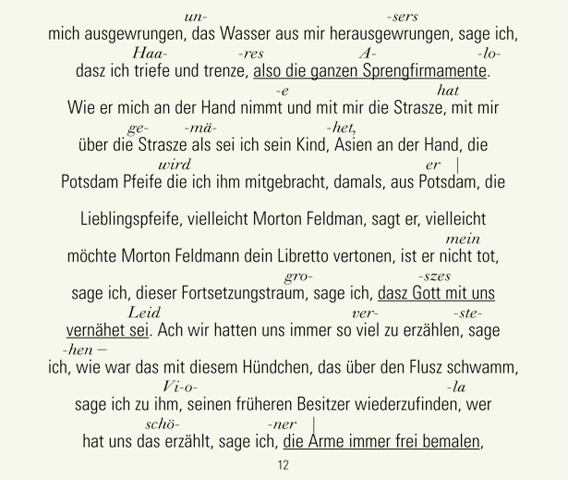 un- -sers
mich ausgewrungen, das Wasser aus mir herausgewrungen, sage ich,
Haa- -res A- -lo-
dasz ich triefe und trenze, also die ganzen Sprengfirmamente.
-e hat
Wie er mich an der Hand nimmt und mit mir die Strasze, mit mir
ge- -mä- -het,
über die Strasze als sei ich sein Kind, Asien an der Hand, die
wird er |
Potsdam Pfeife die ich ihm mitgebracht, damals, aus Potsdam, die
Lieblingspfeife, vielleicht Morton Feldman, sagt er, vielleicht
mein
möchte Morton Feldmann dein Libretto vertonen, ist er nicht tot,
gro- -szes
sage ich, dieser Fortsetzungstraum, sage ich, dasz Gott mit uns
Leid ver- -ste-
vernähet sei. Ach wir hatten uns immer so viel zu erzählen, sage
-hen –
ich, wie war das mit diesem Hündchen, das über den Flusz schwamm,
Vi-o- -la
sage ich zu ihm, seinen früheren Besitzer wiederzufinden, wer
schö- -ner |
hat uns das erzählt, sage ich, die Arme immer frei bemalen,
12